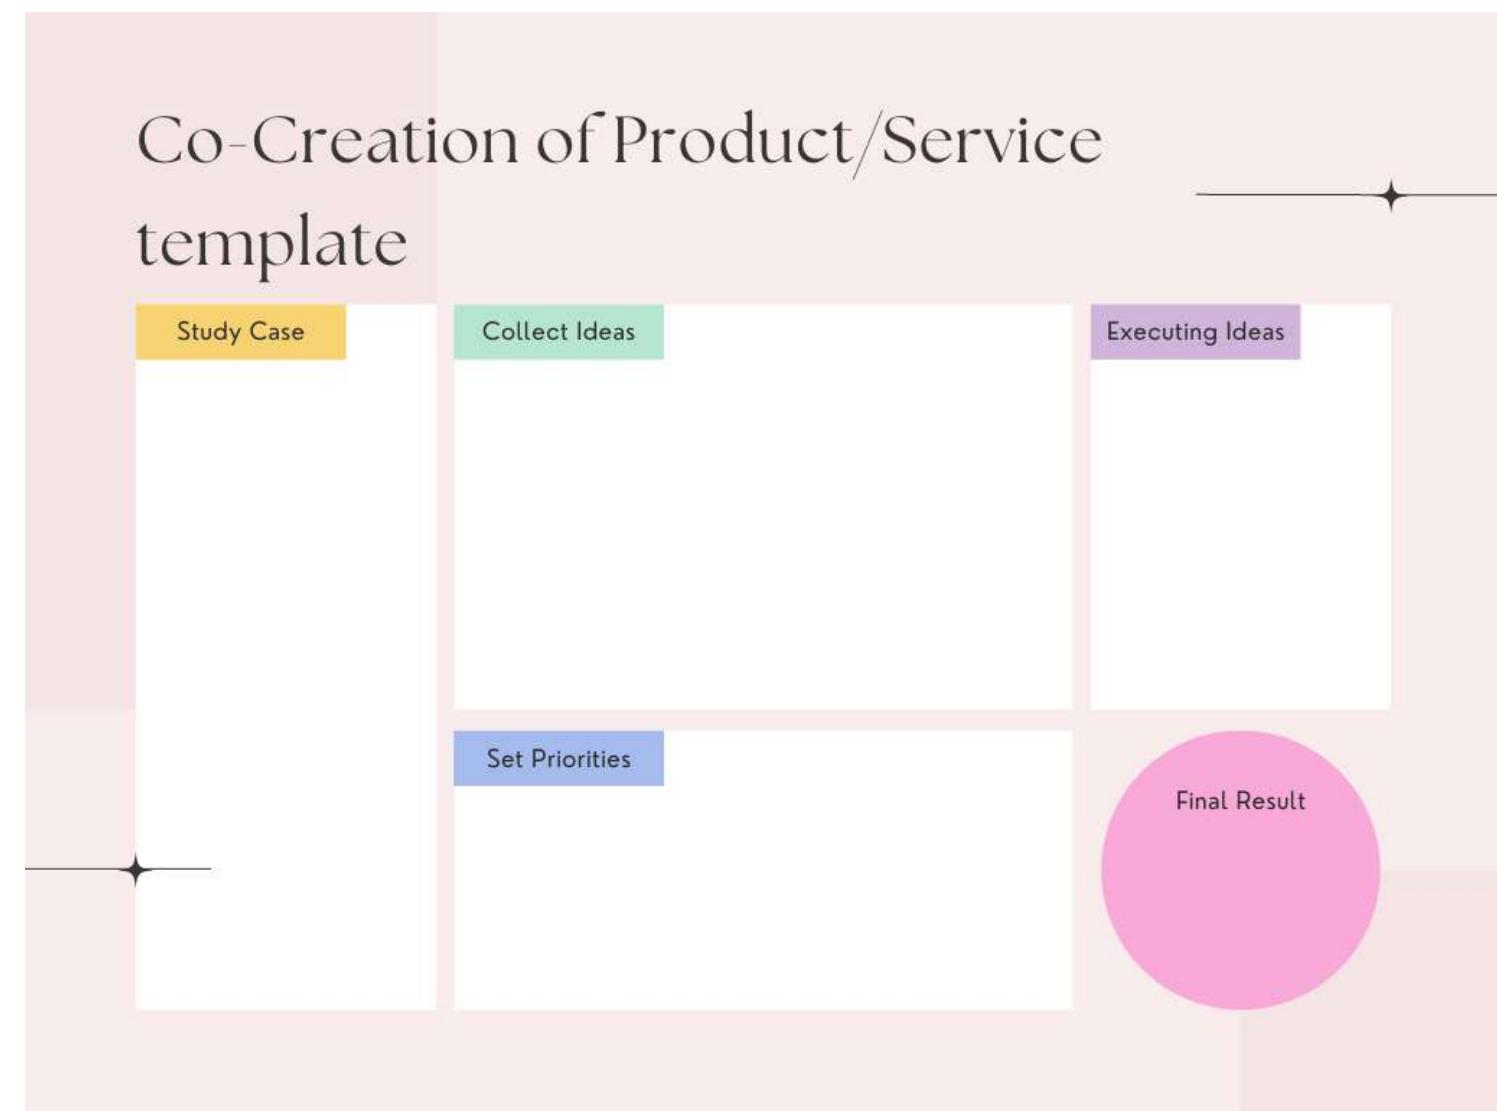 Co-Creation of Product/Service
template
Study Case
Collect Ideas
Executing Ideas
Set Priorities
Final Result